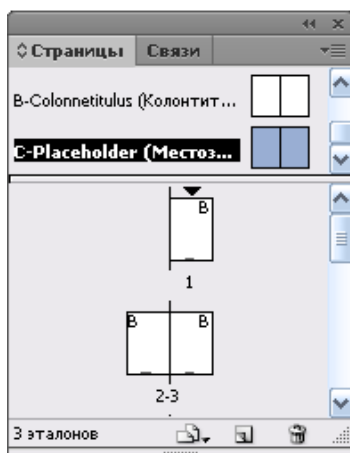 Страницы Связи
B-Colonnetitulus (Колонтит...
C-Placeholder (Местоз...
B
1
B B
2-3
3 эталонов